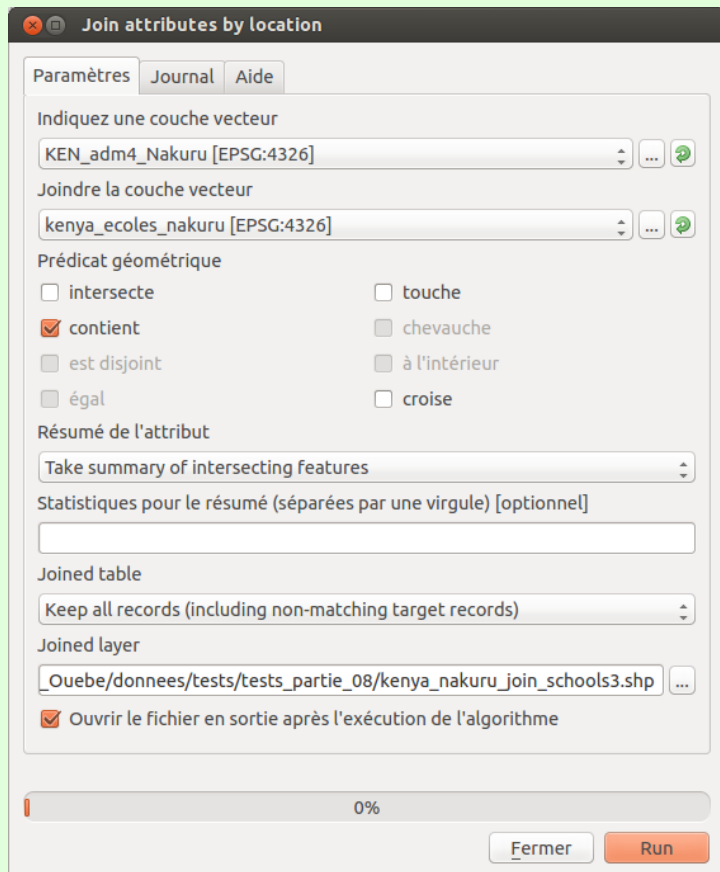 Join attributes by location
Paramètres Journal Aide
Indiquez une couche vecteur
KEN_adm4_Nakuru [EPSG:4326]
...
Joindre la couche vecteur
kenya_ecoles_nakuru [EPSG:4326]
...
Prédicat géométrique
intersecte touche
contient chevauche
est disjoint à l'intérieur
égal croise
Résumé de l'attribut
Take summary of intersecting features
Statistiques pour le résumé (séparées par une virgule) [optionnel]
Joined table
Keep all records (including non-matching target records)
Joined layer
_Ouebe/donnees/tests/tests_partie_08/kenya_nakuru_join_schools3.shp
...
Ouvrir le fichier en sortie après l'exécution de l'algorithme
0%
Fermer Run